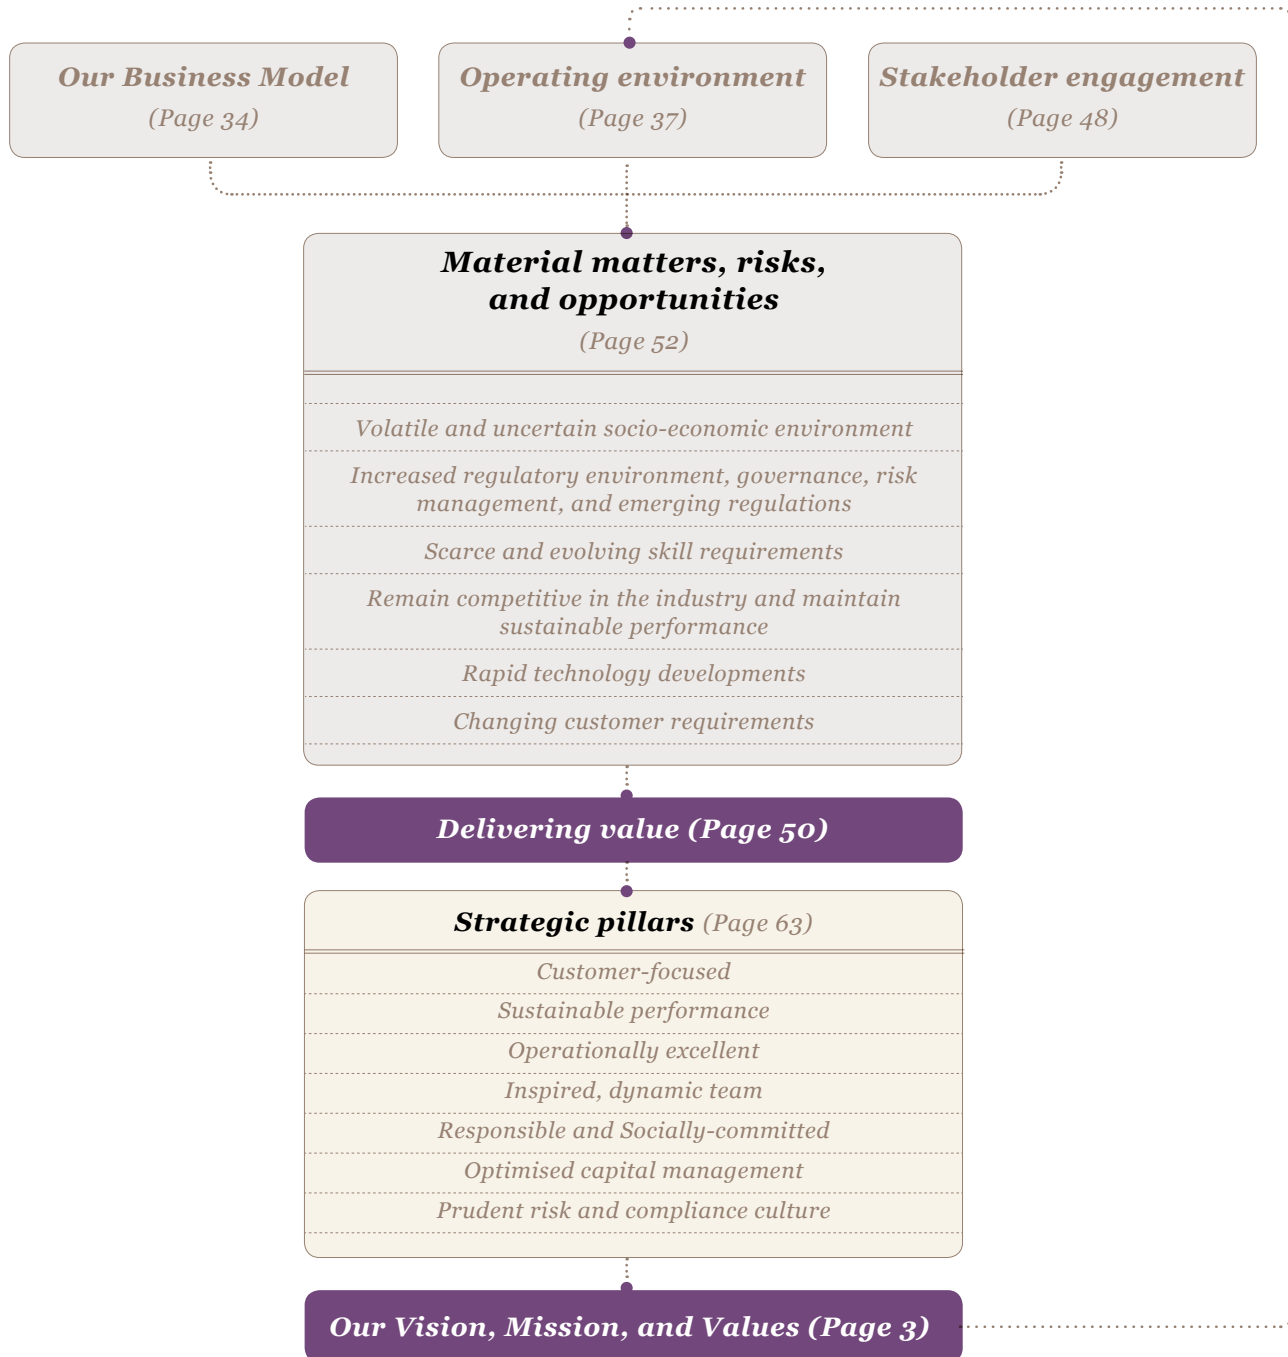 Our Business Model
(Page 34)
Operating environment
(Page 37)
Stakeholder engagement
(Page 48)
Material matters, risks,
and opportunities
(Page 52)
Volatile and uncertain socio-economic environment
Increased regulatory environment, governance, risk
management, and emerging regulations
Scarce and evolving skill requirements
Remain competitive in the industry and maintain
sustainable performance
Rapid technology developments
Changing customer requirements
Delivering value (Page 50)
Strategic pillars (Page 63)
Customer-focused
Sustainable performance
Operationally excellent
Inspired, dynamic team
Responsible and Socially-committed
Optimised capital management
Prudent risk and compliance culture
Our Vision, Mission, and Values (Page 3)